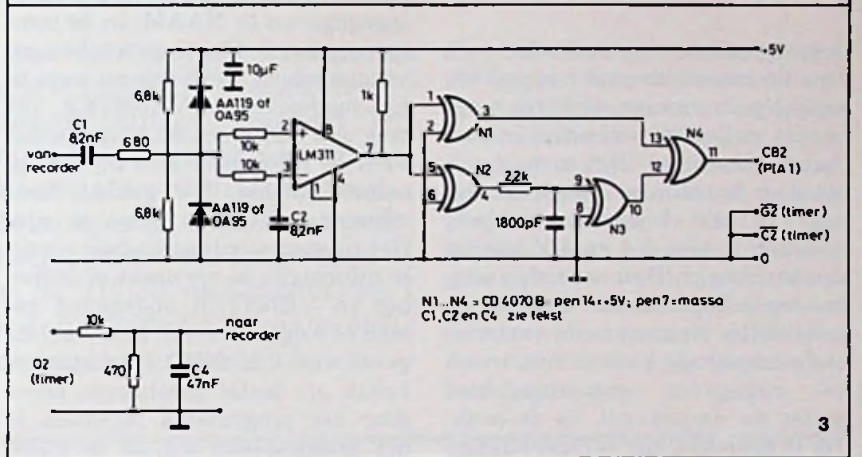 +5V
6,8k
10µF
AA119 of
OA95
1k
C1
8,2nF
680
van
recorder
10k
10k
2
+
8
LM311
7
3
-
1
4
6,8k
AA119 of
OA95
C2
8,2nF
1
2
3
N1
5
6
N2
4
2,2k
1800pF
9
8
N3
10
13
12
N4
11
CB2
(PIA 1)
G2 (timer)
C2 (timer)
0
N1...N4 = CD 4070B pen 14 = +5V; pen 7 = massa
C1, C2 en C4 zie tekst
10k
naar
recorder
O2
(timer)
470
C4
47nF
3